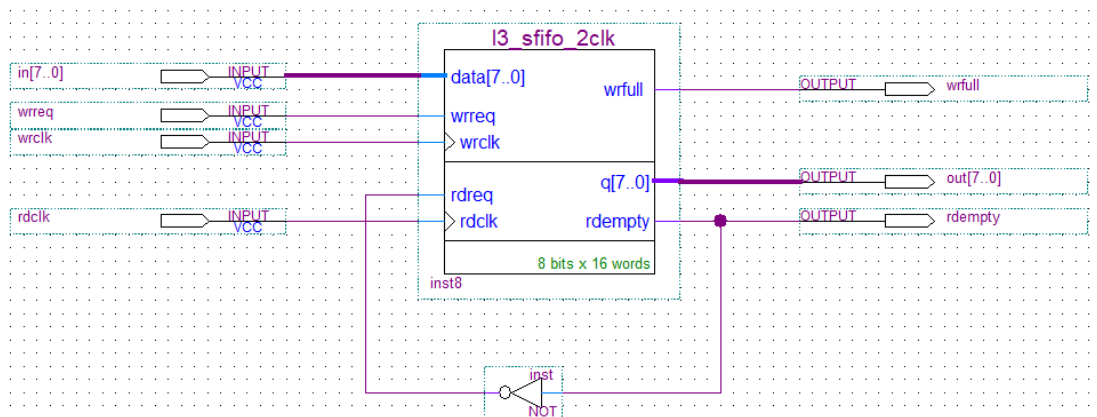 l3_sfifo_2clk
in[7..0] INPUT VCC data[7..0] wrfull OUTPUT wrfull
wrreq INPUT VCC wrreq
wrclk INPUT VCC wrclk
q[7..0] OUTPUT out[7..0]
rdreq
rdclk INPUT VCC rdclk rdempty OUTPUT rdempty
8 bits x 16 words
inst8
inst
NOT